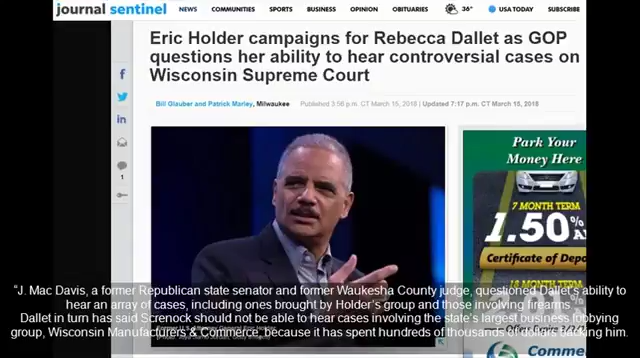 journal sentinel NEWS COMMUNITIES SPORTS BUSINESS OPINION OBITUARIES 36° USA TODAY SUBSCRIBE
Eric Holder campaigns for Rebecca Dallet as GOP
questions her ability to hear controversial cases on
Wisconsin Supreme Court
Bill Glauber and Patrick Marley, Milwaukee Published 3:56 p.m. CT March 15, 2018 | Updated 7:17 p.m. CT March 15, 2018
f
in
1
Park Your
Money Here
7 MONTH TERM
1.50%
Certificate of Depo
MONTH TERM
"J. Mac Davis, a former Republican state senator and former Waukesha County judge, questioned Dallet's ability to
hear an array of cases, including ones brought by Holder's group and those involving firearms.
Dallet in turn has said Screnock should not be able to hear cases involving the state's largest business lobbying
group, Wisconsin Manufacturers & Commerce, because it has spent hundreds of thousands of dollars backing him.
Comme